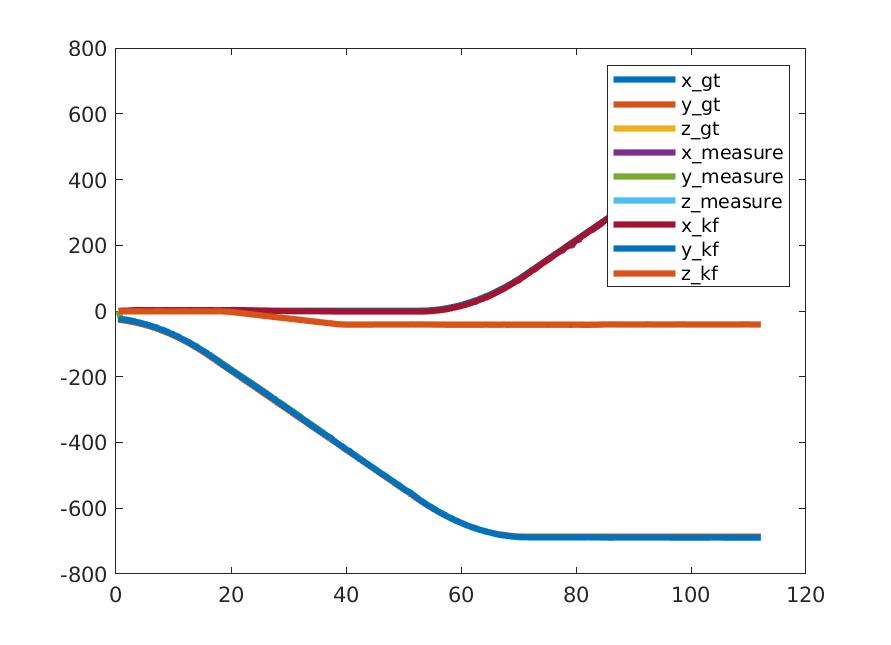 800
600
400
200
0
-200
-400
-600
-800
0 20 40 60 80 100 120
x_gt
y_gt
z_gt
x_measure
y_measure
z_measure
x_kf
y_kf
z_kf